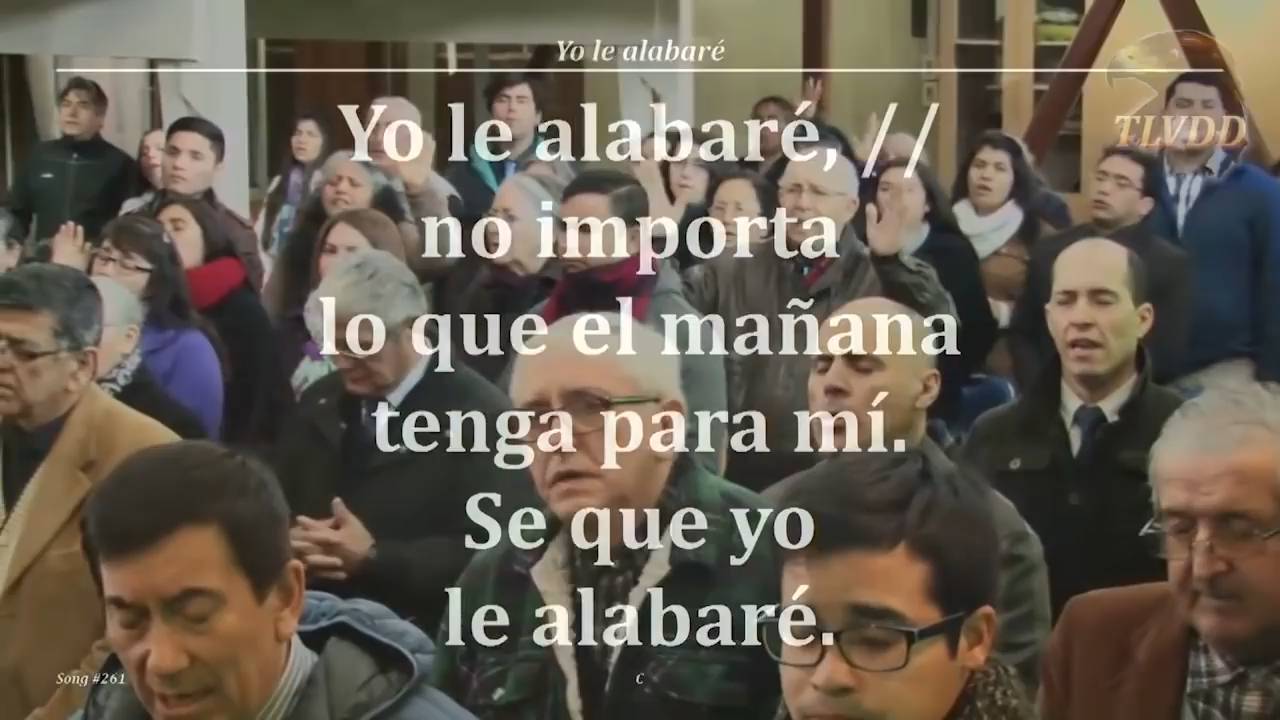 Yo le alabaré
TLVDD
Yo le alabaré, //
no importa
lo que el mañana
tenga para mí.
Se que yo
le alabaré.
Song #261
C